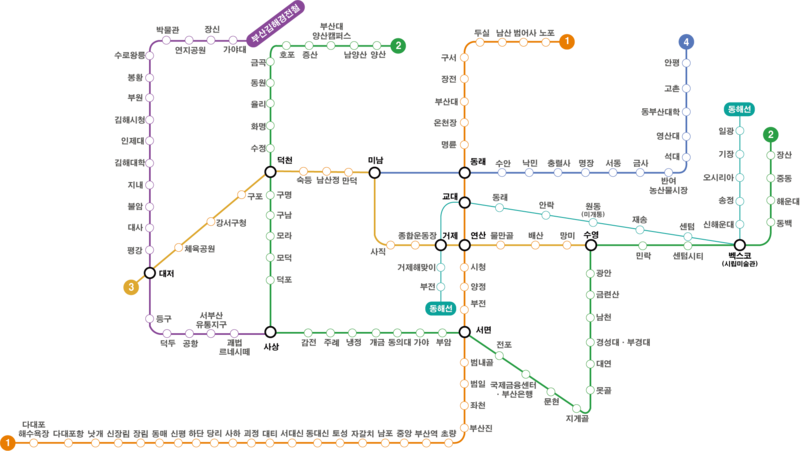 부산김해경전철
박물관
연지공원
장신
가야대
수로왕릉
봉황
부원
김해시청
인제대
김해대학
지내
불암
대사
평강
대저
등구
덕두
공항
서부산
유통지구
괘법
르네시떼
사상
2
양산
남양산
부산대
양산캠퍼스
증산
호포
금곡
동원
율리
화명
수정
덕천
구명
구남
모라
모덕
덕포
감전
주례
냉정
개금
동의대
가야
부암
서면
전포
국제금융센터
· 부산은행
문현
지게골
못골
대연
경성대 · 부경대
남천
금련산
광안
수영
민락
센텀시티
벡스코
(시립미술관)
동백
해운대
중동
장산
2
3
체육공원
강서구청
구포
숙등
남산정
만덕
미남
사직
종합운동장
거제
연산
물만골
배산
망미
4
안평
고촌
동부산대학
영산대
석대
반여
농산물시장
금사
서동
명장
충렬사
낙민
수안
동래
1
노포
범어사
남산
두실
구서
장전
부산대
온천장
명륜
교대
시청
양정
부전
범내골
범일
좌천
부산진
초량
부산역
중앙
남포
자갈치
토성
동대신
서대신
대티
괴정
사하
당리
하단
신평
동매
장림
신장림
낫개
다대포항
다대포
해수욕장
1
동해선
일광
기장
오시리아
송정
신해운대
센텀
재송
원동
(미개통)
안락
동래
거제해맞이
부전
동해선